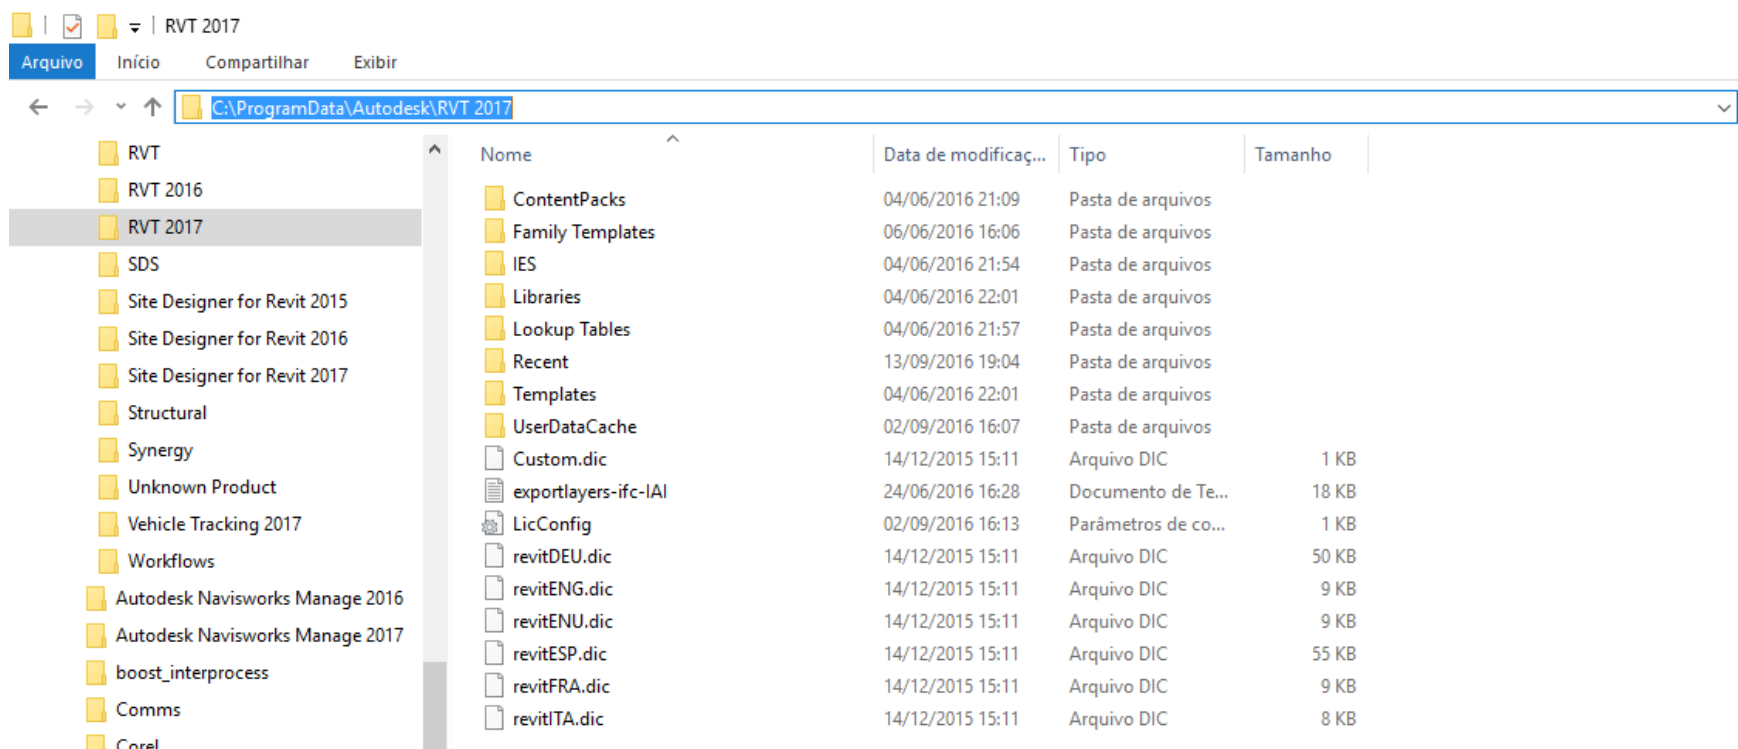 RVT 2017
Arquivo Início Compartilhar Exibir
C:\ProgramData\Autodesk\RVT 2017
RVT
RVT 2016
RVT 2017
SDS
Site Designer for Revit 2015
Site Designer for Revit 2016
Site Designer for Revit 2017
Structural
Synergy
Unknown Product
Vehicle Tracking 2017
Workflows
Autodesk Navisworks Manage 2016
Autodesk Navisworks Manage 2017
boost_interprocess
Comms
Corel
Nome Data de modificaç... Tipo Tamanho
ContentPacks 04/06/2016 21:09 Pasta de arquivos
Family Templates 06/06/2016 16:06 Pasta de arquivos
IES 04/06/2016 21:54 Pasta de arquivos
Libraries 04/06/2016 22:01 Pasta de arquivos
Lookup Tables 04/06/2016 21:57 Pasta de arquivos
Recent 13/09/2016 19:04 Pasta de arquivos
Templates 04/06/2016 22:01 Pasta de arquivos
UserDataCache 02/09/2016 16:07 Pasta de arquivos
Custom.dic 14/12/2015 15:11 Arquivo DIC 1 KB
exportlayers-ifc-IAI 24/06/2016 16:28 Documento de Te... 18 KB
LicConfig 02/09/2016 16:13 Parâmetros de co... 1 KB
revitDEU.dic 14/12/2015 15:11 Arquivo DIC 50 KB
revitENG.dic 14/12/2015 15:11 Arquivo DIC 9 KB
revitENU.dic 14/12/2015 15:11 Arquivo DIC 9 KB
revitESP.dic 14/12/2015 15:11 Arquivo DIC 55 KB
revitFRA.dic 14/12/2015 15:11 Arquivo DIC 9 KB
revitITA.dic 14/12/2015 15:11 Arquivo DIC 8 KB